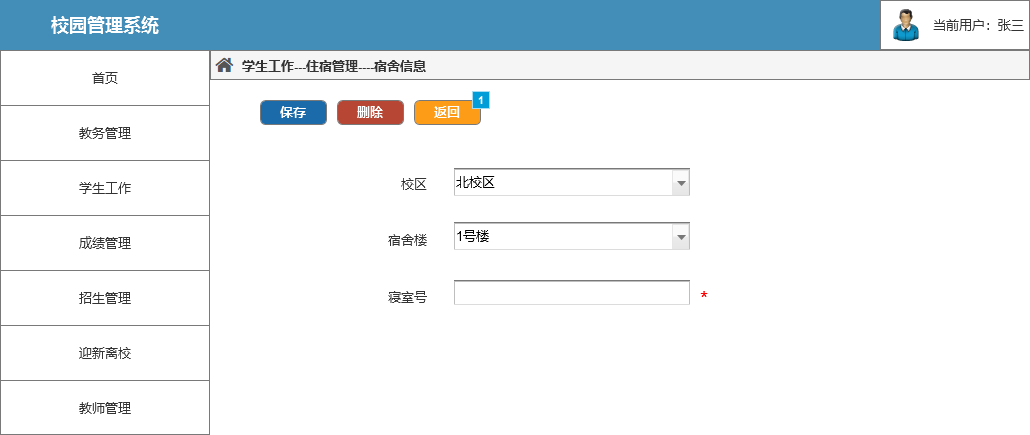 校园管理系统
当前用户：张三
首页
教务管理
学生工作
成绩管理
招生管理
迎新离校
教师管理
学生工作---住宿管理----宿舍信息
保存 删除 返回 1
校区 北校区
宿舍楼 1号楼
寝室号 *